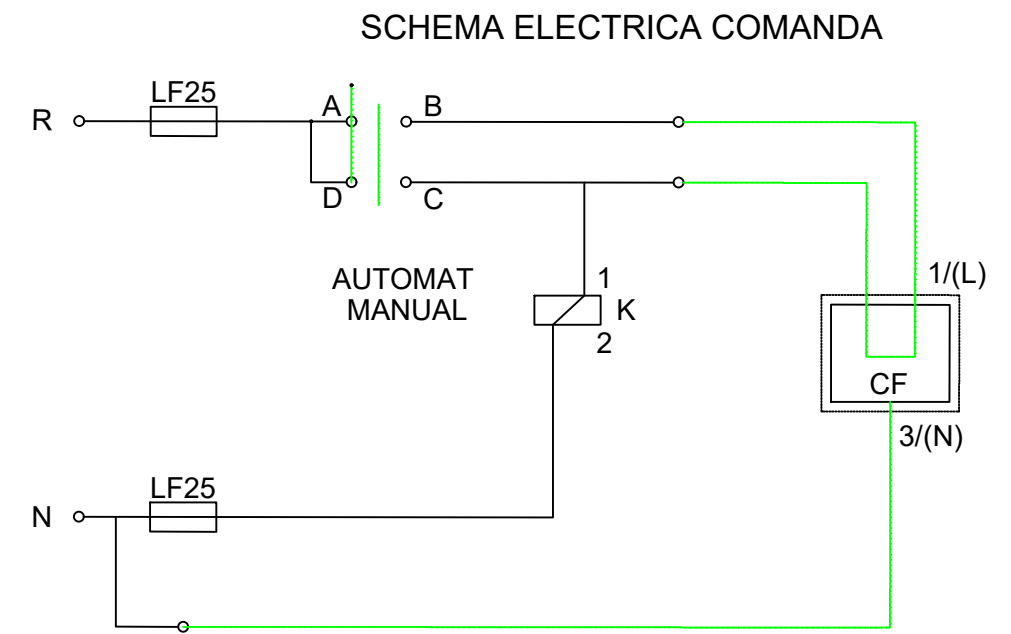 SCHEMA ELECTRICA COMANDA
LF25
R
A
B
D
C
AUTOMAT
MANUAL
1
K
2
1/(L)
CF
3/(N)
LF25
N